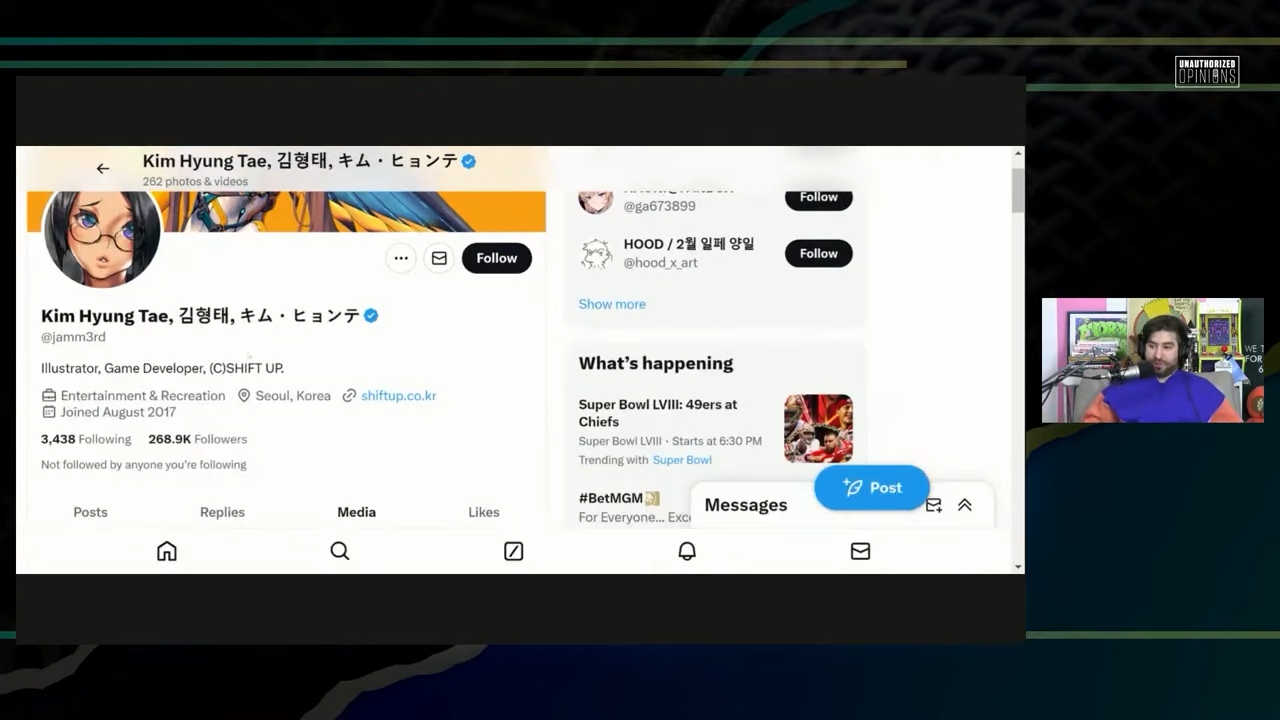 UNAUTHORIZED
OPINIONS
Kim Hyung Tae, 김형태, キム・ヒョンテ
262 photos & videos
Follow
@ga673899
HOOD / 2월 일페 양일
@hood_x_art
Follow
Show more
Follow
Kim Hyung Tae, 김형태, キム・ヒョンテ
@jamm3rd
Illustrator, Game Developer, (C)SHIFT UP.
Entertainment & Recreation
Seoul, Korea
shiftup.co.kr
Joined August 2017
3,438 Following
268.9K Followers
Not followed by anyone you're following
Posts
Replies
Media
Likes
What's happening
Super Bowl LVIII: 49ers at
Chiefs
Super Bowl LVIII · Starts at 6:30 PM
Trending with Super Bowl
#BetMGM
For Everyone...
Messages
Post
WE T
FOR
6